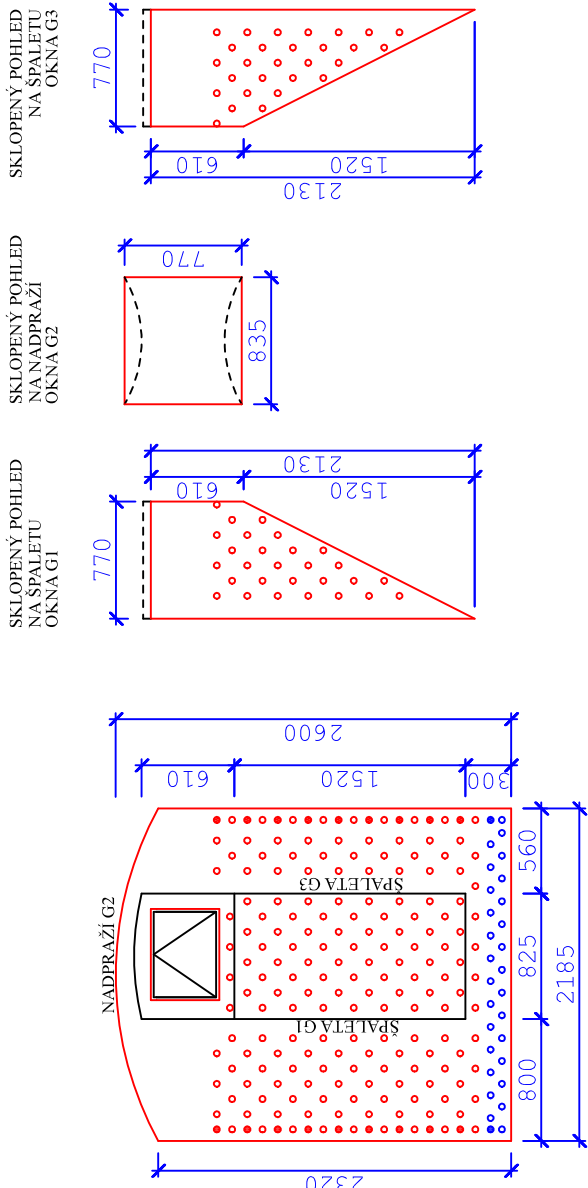 SKLOPENÝ POHLED
NA ŠPALETU
OKNA G3
770
610
1520
2130
SKLOPENÝ POHLED
NA NADPRAŽÍ
OKNA G2
770
835
SKLOPENÝ POHLED
NA ŠPALETU
OKNA G1
770
2130
610
1520
2600
610
1520
300
NADPRAŽÍ G2
ŠPALETA G3
ŠPALETA G1
560
825
800
2185
2320